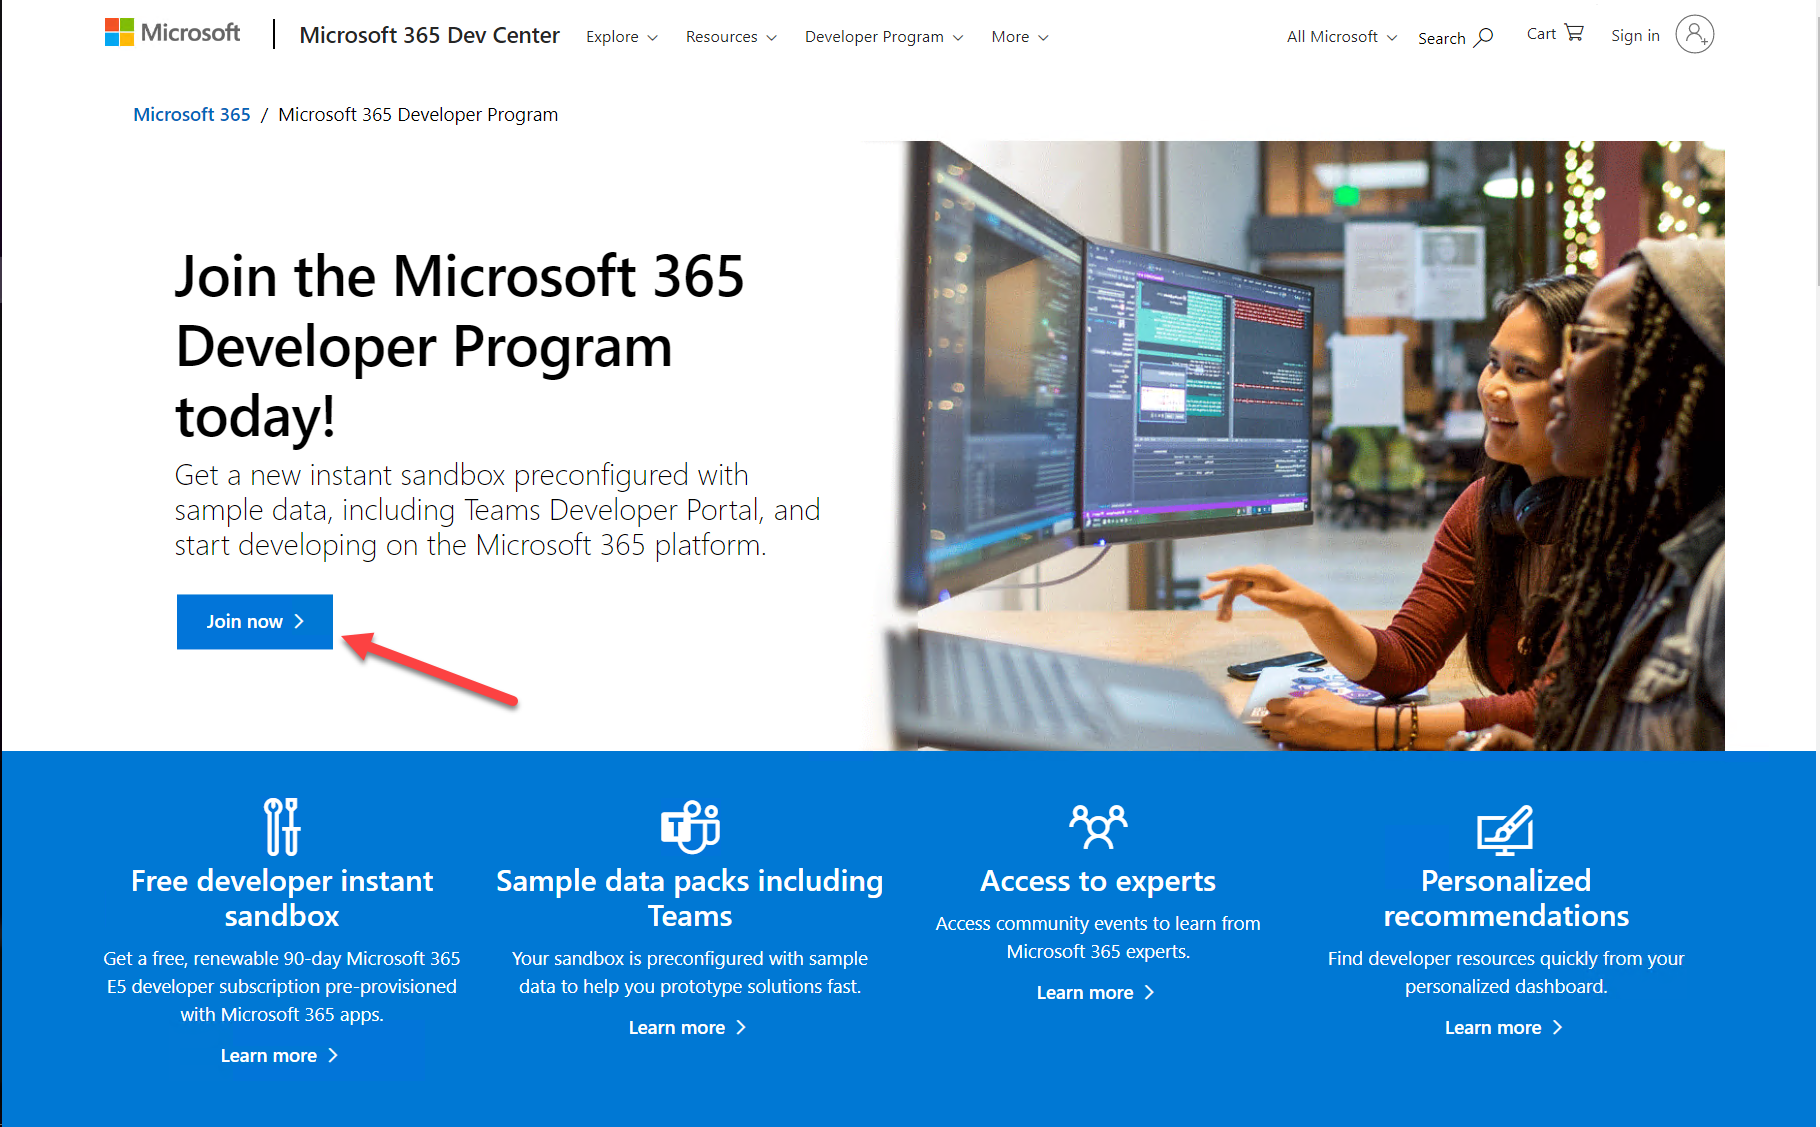 Microsoft
Microsoft 365 Dev Center
Explore
Resources
Developer Program
More
All Microsoft
Search
Cart
Sign in
Microsoft 365 / Microsoft 365 Developer Program
Join the Microsoft 365
Developer Program
today!
Get a new instant sandbox preconfigured with
sample data, including Teams Developer Portal, and
start developing on the Microsoft 365 platform.
Join now
Free developer instant
sandbox
Get a free, renewable 90-day Microsoft 365
E5 developer subscription pre-provisioned
with Microsoft 365 apps.
Learn more
T
Sample data packs including
Teams
Your sandbox is preconfigured with sample
data to help you prototype solutions fast.
Learn more
Access to experts
Access community events to learn from
Microsoft 365 experts.
Learn more
Personalized
recommendations
Find developer resources quickly from your
personalized dashboard.
Learn more